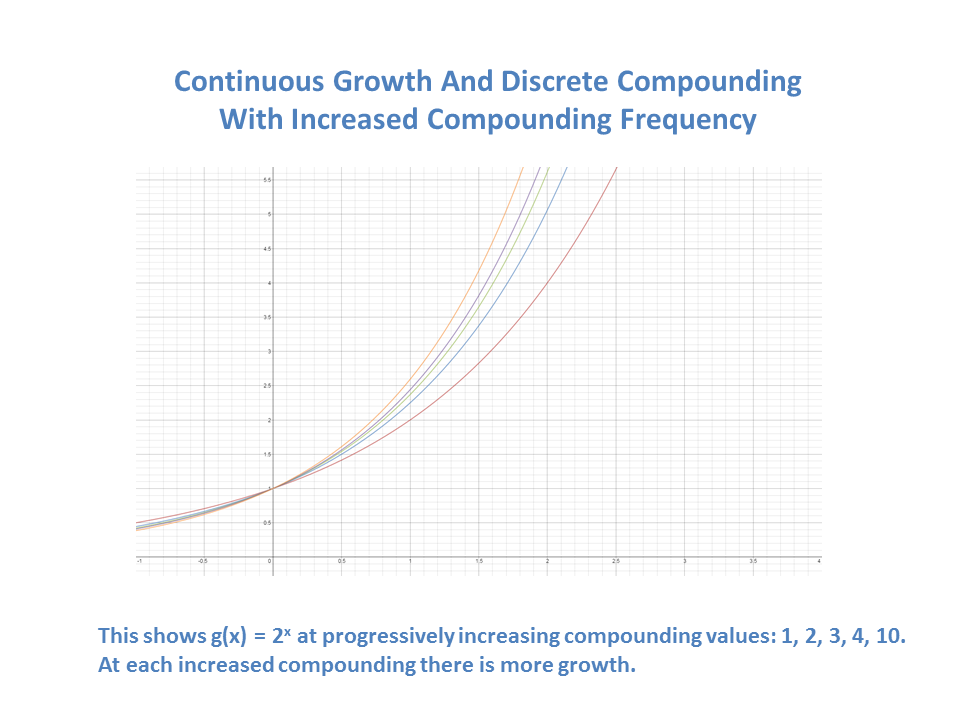 Continuous Growth And Discrete Compounding
With Increased Compounding Frequency
5.5
5
4.5
4
3.5
3
2.5
2
1.5
1
0.5
-1 -0.5 0 0.5 1 1.5 2 2.5 3 3.5 4
This shows g(x) = 2ˣ at progressively increasing compounding values: 1, 2, 3, 4, 10.
At each increased compounding there is more growth.